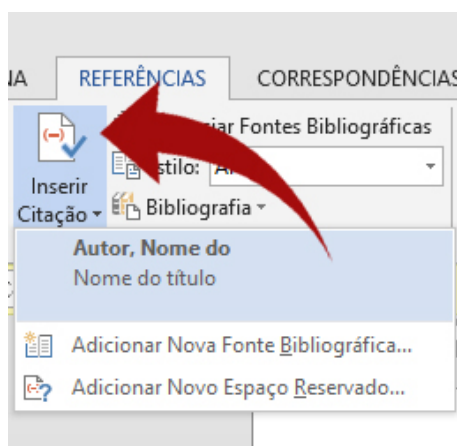 REFERÊNCIAS CORRESPONDÊNCIAS
Fontes Bibliográficas
Inserir
Citação
Bibliografia
Autor, Nome do
Nome do título
Adicionar Nova Fonte Bibliográfica...
Adicionar Novo Espaço Reservado...